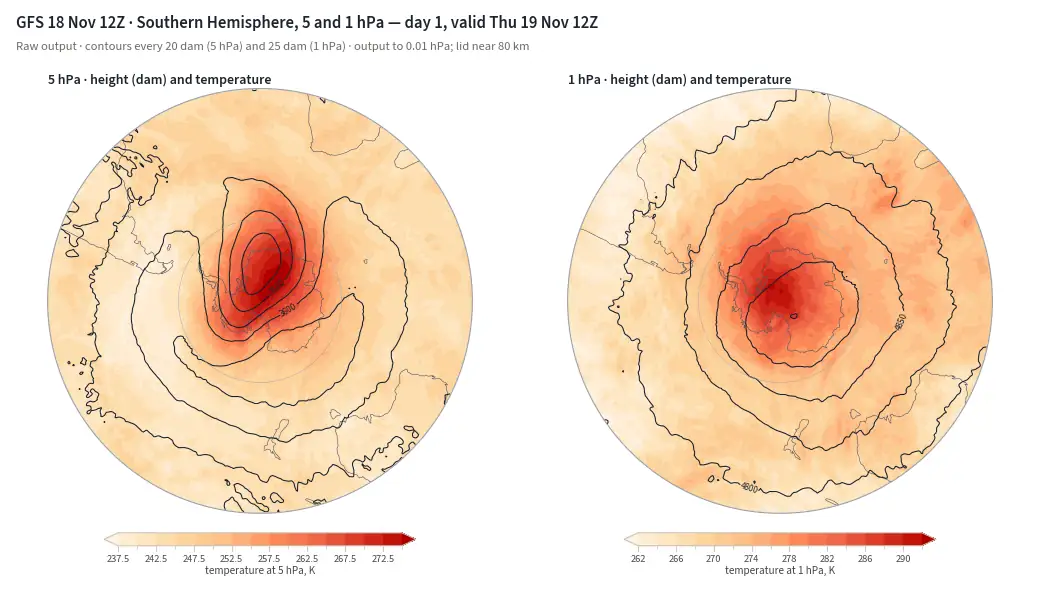 GFS 18 Nov 12Z · Southern Hemisphere, 5 and 1 hPa — day 1, valid Thu 19 Nov 12Z
Raw output · contours every 20 dam (5 hPa) and 25 dam (1 hPa) · output to 0.01 hPa; lid near 80 km
5 hPa · height (dam) and temperature
1 hPa · height (dam) and temperature
3600
4850
4800
237.5 242.5 247.5 252.5 257.5 262.5 267.5 272.5
temperature at 5 hPa, K
262 266 270 274 278 282 286 290
temperature at 1 hPa, K